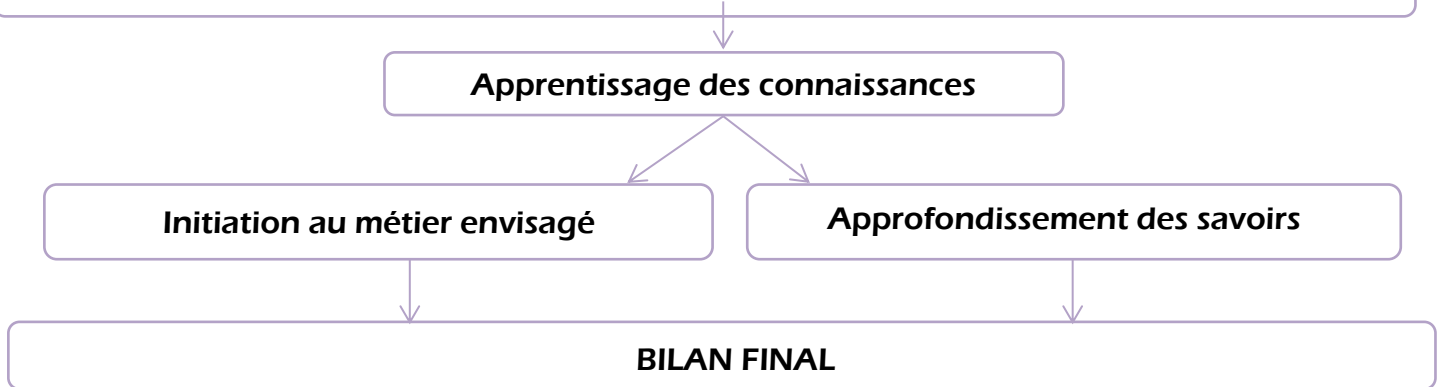 Apprentissage des connaissances
Initiation au métier envisagé
Approfondissement des savoirs
BILAN FINAL